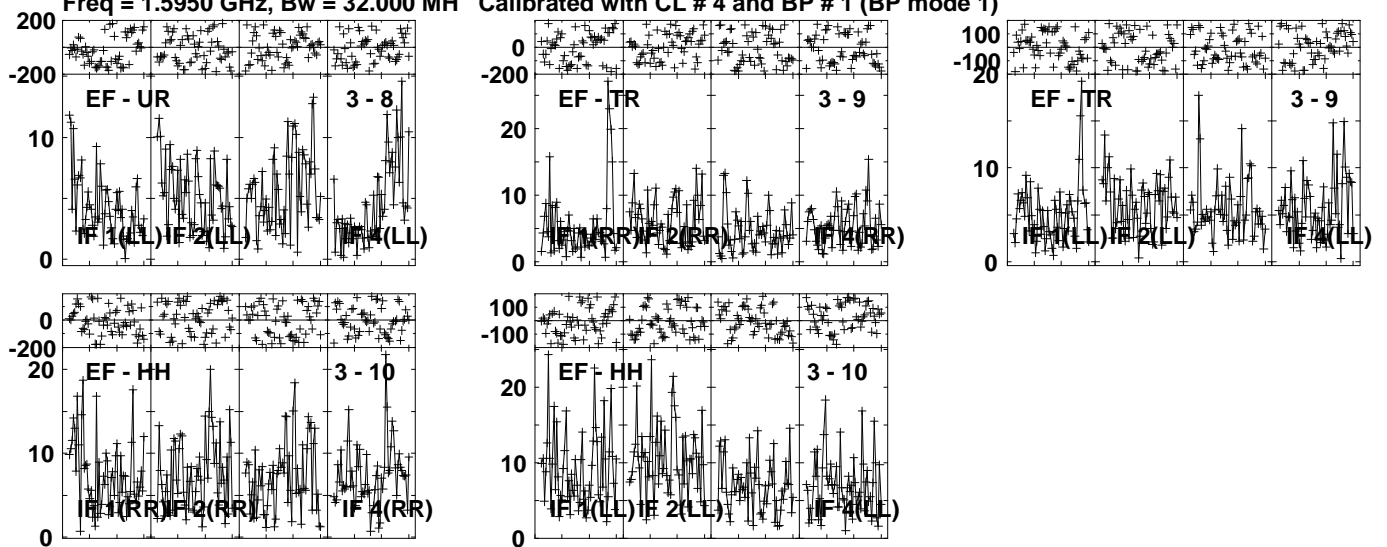 Freq = 1.5950 GHz, Bw = 32.000 MH Calibrated with CL # 4 and BP # 1 (BP mode 1)
200
-200
EF - UR 3 - 8
10
0
IF 1(LL) IF 2(LL) IF 4(LL)
0
-200
EF - TR 3 - 9
20
10
0
IF 1(RR) IF 2(RR) IF 4(RR)
100
-100
20
EF - TR 3 - 9
10
0
IF 1(LL) IF 2(LL) IF 4(LL)
0
-200
20
EF - HH 3 - 10
10
0
IF 1(RR) IF 2(RR) IF 4(RR)
100
-100
EF - HH 3 - 10
20
10
0
IF 1(LL) IF 2(LL) IF 4(LL)